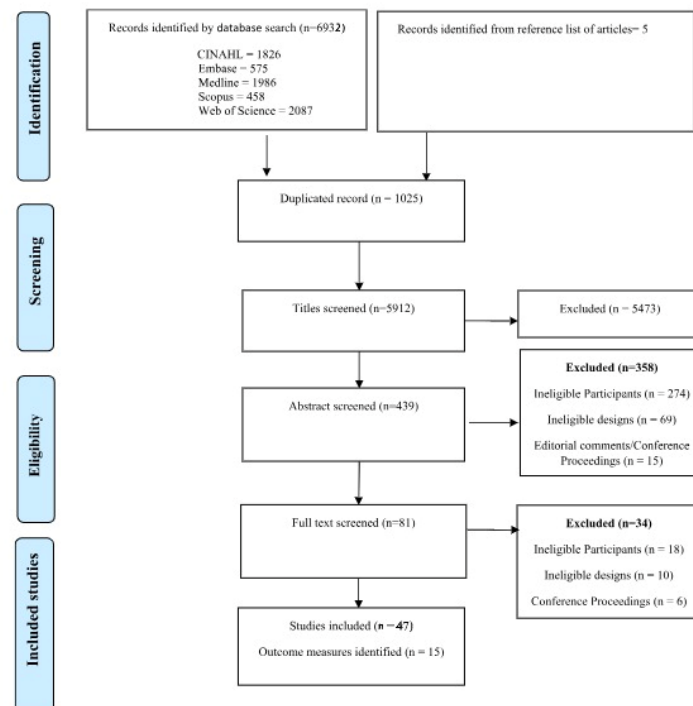 Identification
Records identified by database search (n=6932)
CINAHL = 1826
Embase = 575
Medline = 1986
Scopus = 458
Web of Science = 2087
Records identified from reference list of articles= 5
Duplicated record (n = 1025)
Screening
Titles screened (n=5912)
Excluded (n = 5473)
Eligibility
Abstract screened (n=439)
Excluded (n=358)
Ineligible Participants (n = 274)
Ineligible designs (n = 69)
Editorial comments/Conference
Proceedings (n = 15)
Full text screened (n=81)
Excluded (n=34)
Ineligible Participants (n = 18)
Ineligible designs (n = 10)
Conference Proceedings (n = 6)
Included studies
Studies included (n = 47)
Outcome measures identified (n = 15)